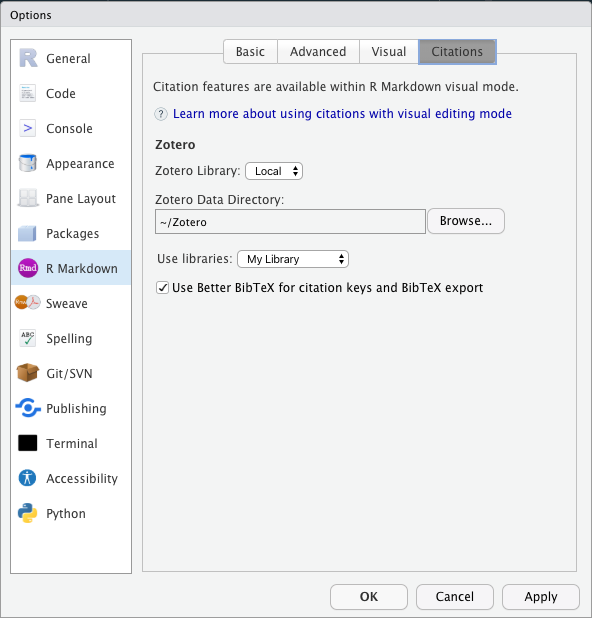 Options
General
Code
Console
Appearance
Pane Layout
Packages
Rmd R Markdown
Rnw Sweave
ABC Spelling
Git/SVN
Publishing
Terminal
Accessibility
Python
Basic Advanced Visual Citations
Citation features are available within R Markdown visual mode.
? Learn more about using citations with visual editing mode
Zotero
Zotero Library: Local
Zotero Data Directory:
~/Zotero Browse...
Use libraries: My Library
Use Better BibTeX for citation keys and BibTeX export
OK Cancel Apply